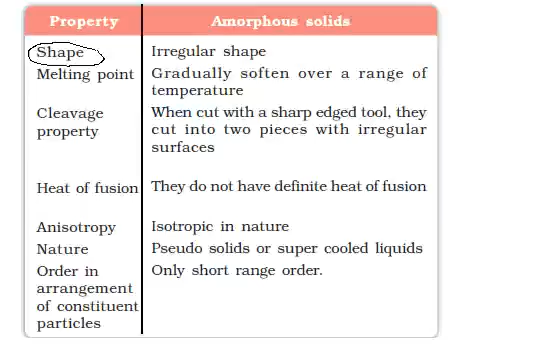 Property Amorphous solids
Shape Irregular shape
Melting point Gradually soften over a range of
temperature
Cleavage When cut with a sharp edged tool, they
property cut into two pieces with irregular
surfaces
Heat of fusion They do not have definite heat of fusion
Anisotropy Isotropic in nature
Nature Pseudo solids or super cooled liquids
Order in Only short range order.
arrangement
of constituent
particles